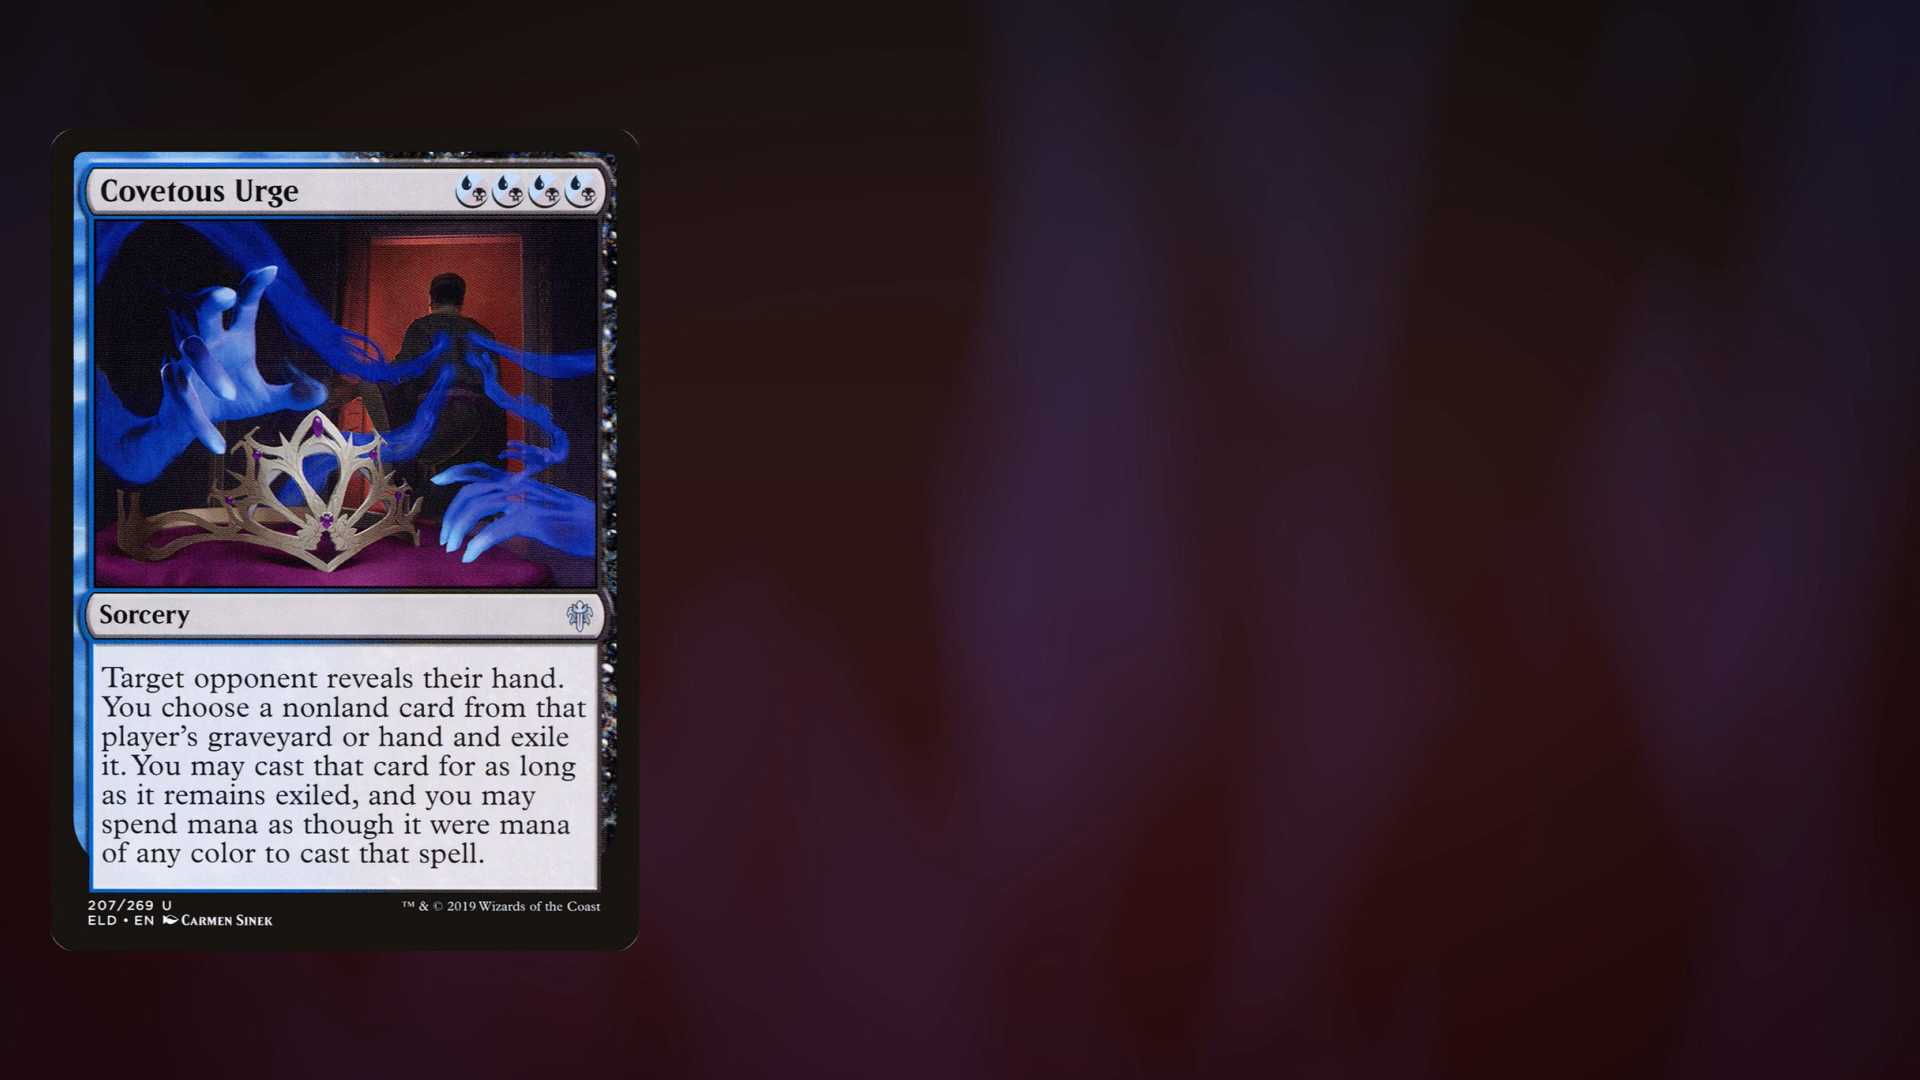 Covetous Urge
Sorcery
Target opponent reveals their hand.
You choose a nonland card from that
player's graveyard or hand and exile
it. You may cast that card for as long
as it remains exiled, and you may
spend mana as though it were mana
of any color to cast that spell.
207/269 U
ELD • EN CARMEN SINEK
™ & © 2019 Wizards of the Coast